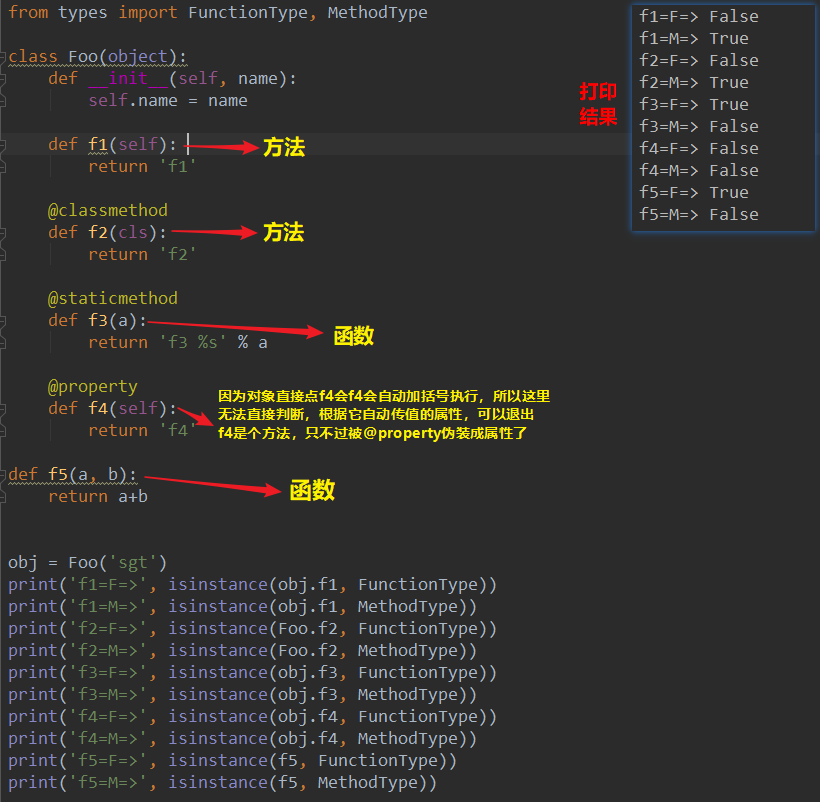 from types import FunctionType, MethodType
class Foo(object):
    def __init__(self, name):
        self.name = name
    def f1(self):
方法
        return 'f1'
    @classmethod
    def f2(cls):
方法
        return 'f2'
    @staticmethod
    def f3(a):
函数
        return 'f3 %s' % a
    @property
    def f4(self):
        return 'f4'
因为对象直接点f4会f4会自动加括号执行，所以这里
无法直接判断，根据它自动传值的属性，可以退出
f4是个方法，只不过被@property伪装成属性了
def f5(a, b):
函数
    return a+b
obj = Foo('sgt')
print('f1=F=>', isinstance(obj.f1, FunctionType))
print('f1=M=>', isinstance(obj.f1, MethodType))
print('f2=F=>', isinstance(Foo.f2, FunctionType))
print('f2=M=>', isinstance(Foo.f2, MethodType))
print('f3=F=>', isinstance(obj.f3, FunctionType))
print('f3=M=>', isinstance(obj.f3, MethodType))
print('f4=F=>', isinstance(obj.f4, FunctionType))
print('f4=M=>', isinstance(obj.f4, MethodType))
print('f5=F=>', isinstance(f5, FunctionType))
print('f5=M=>', isinstance(f5, MethodType))
打印
结果
f1=F=> False
f1=M=> True
f2=F=> False
f2=M=> True
f3=F=> True
f3=M=> False
f4=F=> False
f4=M=> False
f5=F=> True
f5=M=> False